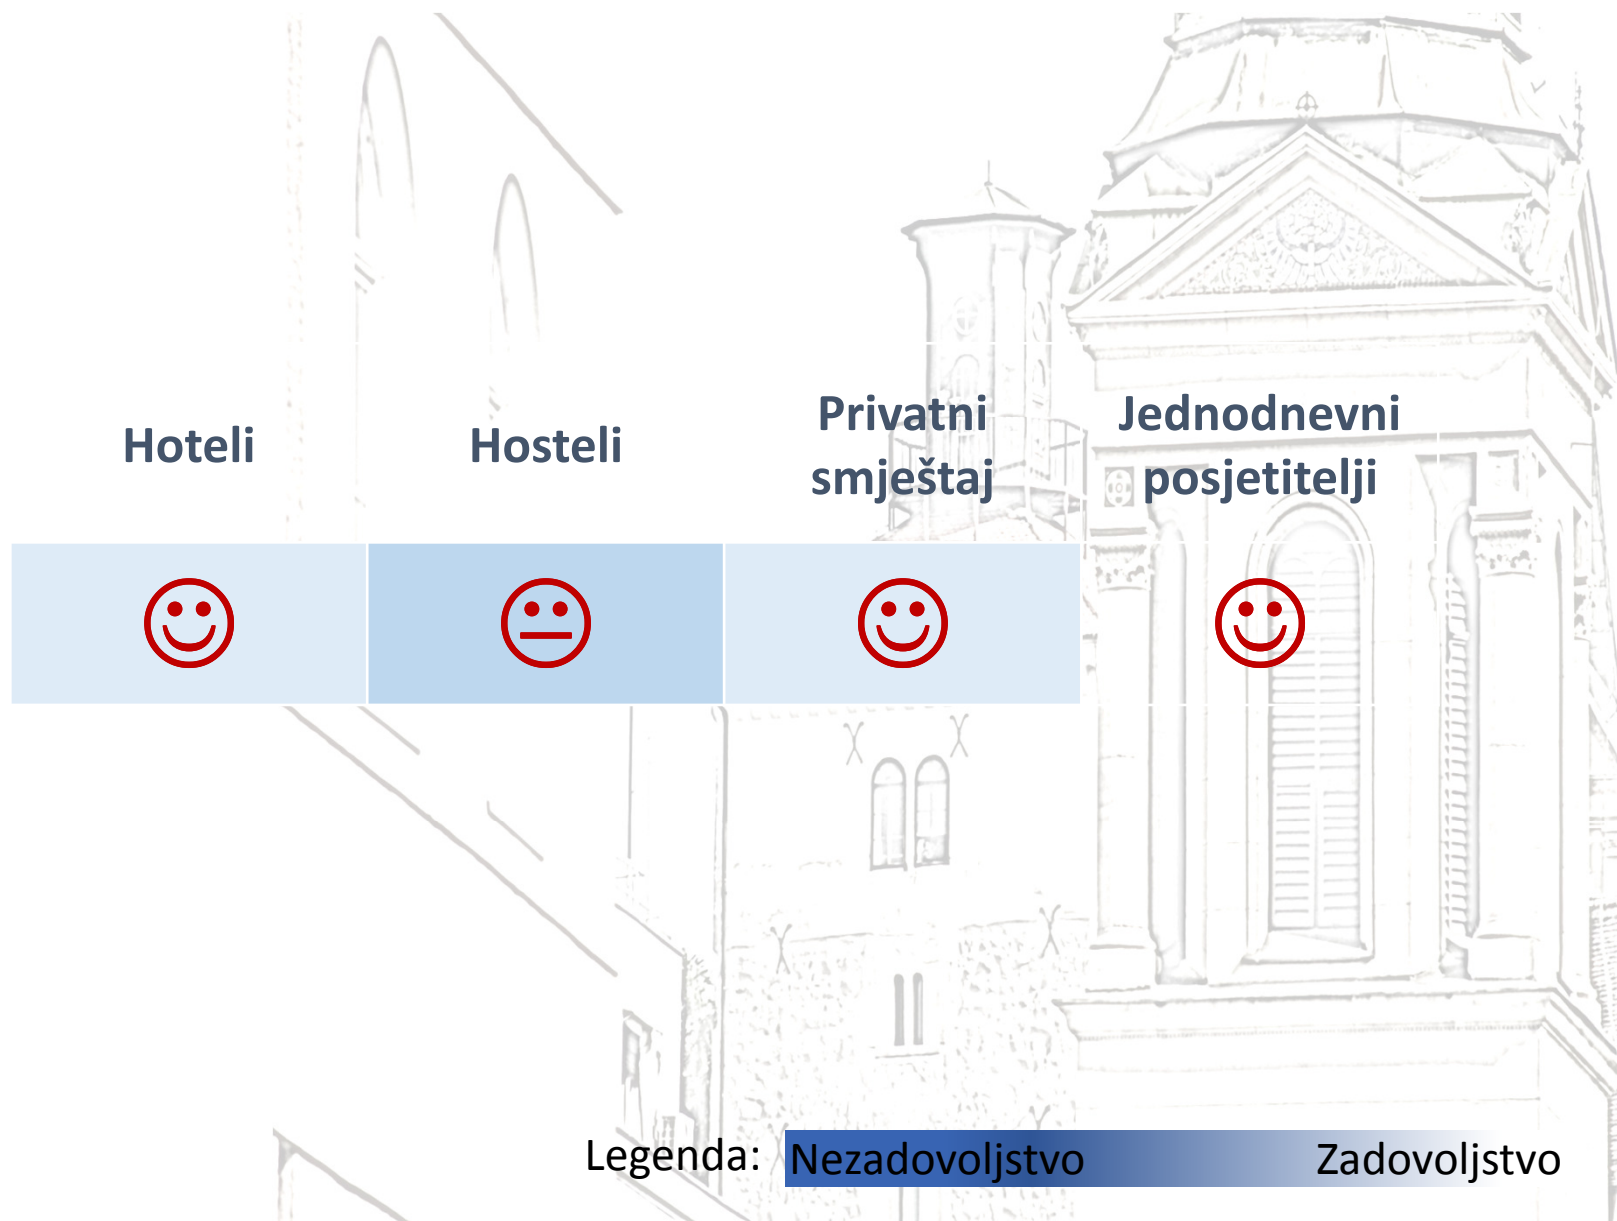 Hoteli
Hosteli
Privatni
smještaj
Jednodnevni
posjetitelji
Legenda: Nezadovoljstvo Zadovoljstvo